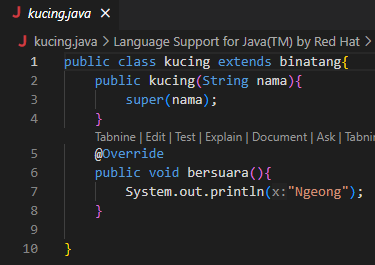 J kucing.java ×
J kucing.java > Language Support for Java(TM) by Red Hat >
1 public class kucing extends binatang{
2 public kucing(String nama){
3 super(nama);
4 }
Tabnine | Edit | Test | Explain | Document | Ask | Tabnin
5 @Override
6 public void bersuara(){
7 System.out.println(x:"Ngeong");
8 }
9
10 }